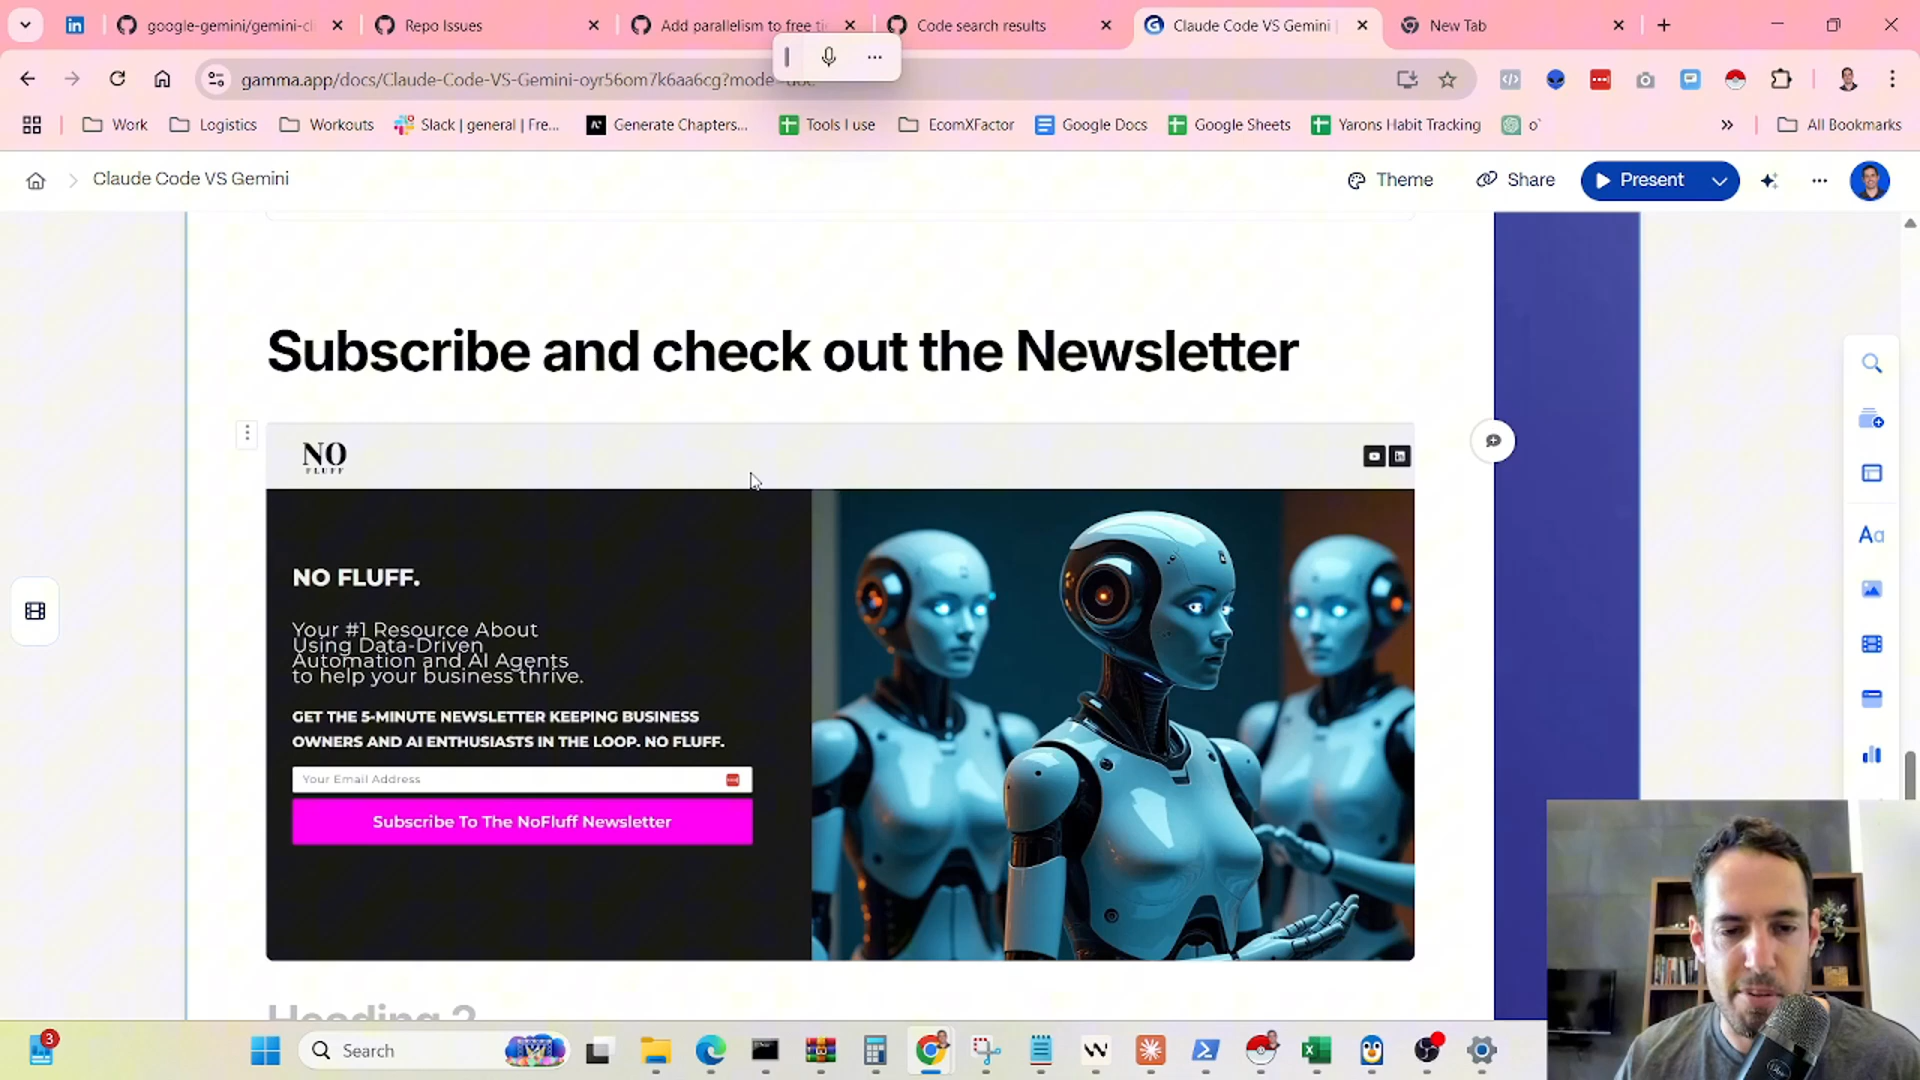 google-gemini/gemini-cl
Repo Issues
Add parallelism to free ti
Code search results
Claude Code VS Gemini |
New Tab
gamma.app/docs/Claude-Code-VS-Gemini-oyr56om7k6aa6cg?mode=doc
Work
Logistics
Workouts
Slack | general | Fre...
Generate Chapters...
Tools I use
EcomXFactor
Google Docs
Google Sheets
Yarons Habit Tracking
o`
All Bookmarks
Claude Code VS Gemini
Theme
Share
Present
Subscribe and check out the Newsletter
NO
FLUFF
NO FLUFF.
Your #1 Resource About
Using Data-Driven
Automation and AI Agents
to help your business thrive.
GET THE 5-MINUTE NEWSLETTER KEEPING BUSINESS
OWNERS AND AI ENTHUSIASTS IN THE LOOP. NO FLUFF.
Your Email Address
Subscribe To The NoFluff Newsletter
Aa
Heading 2
3
Search